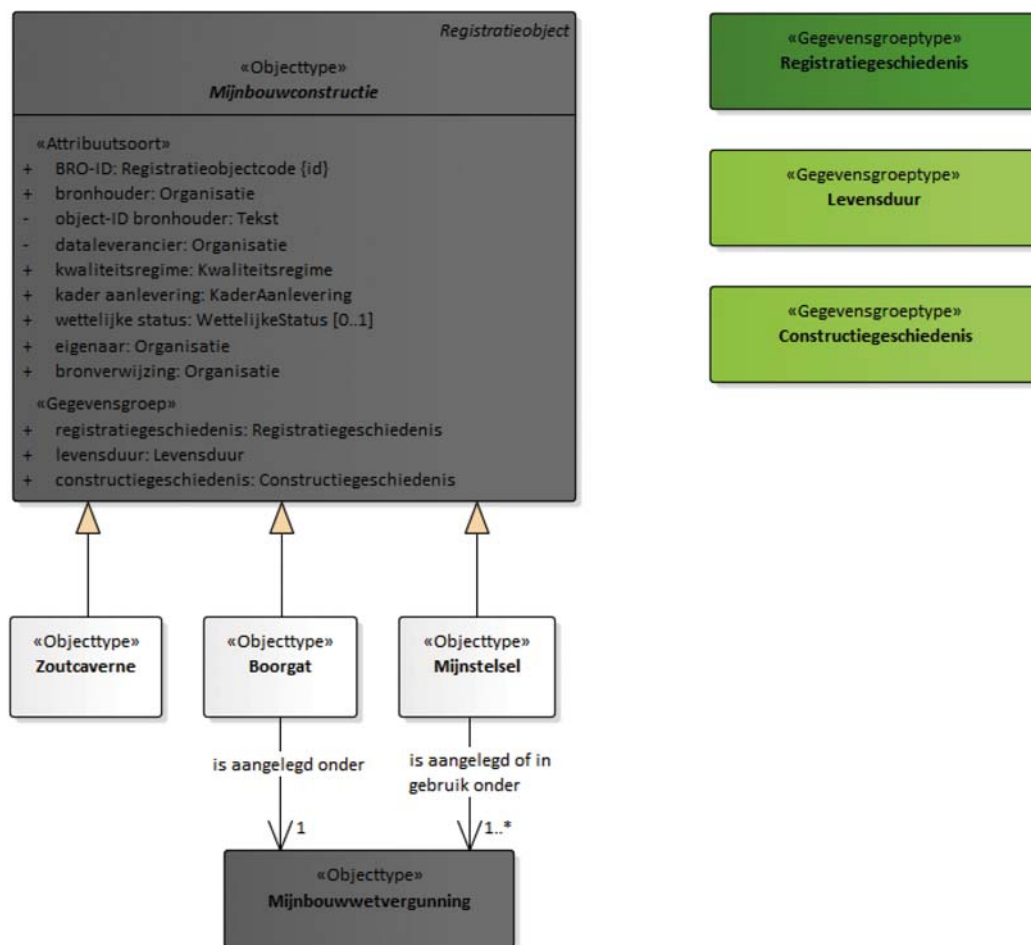 Registratieobject
«Objecttype»
Mijnbouwconstructie
«Attribuutsoort»
+ BRO-ID: Registratieobjectcode {id}
+ bronhouder: Organisatie
- object-ID bronhouder: Tekst
- dataleverancier: Organisatie
+ kwaliteitsregime: Kwaliteitsregime
+ kader aanlevering: KaderAanlevering
+ wettelijke status: WettelijkeStatus [0..1]
+ eigenaar: Organisatie
+ bronverwijzing: Organisatie
«Gegevensgroep»
+ registratiegeschiedenis: Registratiegeschiedenis
+ levensduur: Levensduur
+ constructiegeschiedenis: Constructiegeschiedenis
«Gegevensgroeptype»
Registratiegeschiedenis
«Gegevensgroeptype»
Levensduur
«Gegevensgroeptype»
Constructiegeschiedenis
«Objecttype»
Zoutcaverne
«Objecttype»
Boorgat
«Objecttype»
Mijnstelsel
is aangelegd onder
is aangelegd of in
gebruik onder
1
1..*
«Objecttype»
Mijnbouwwetvergunning